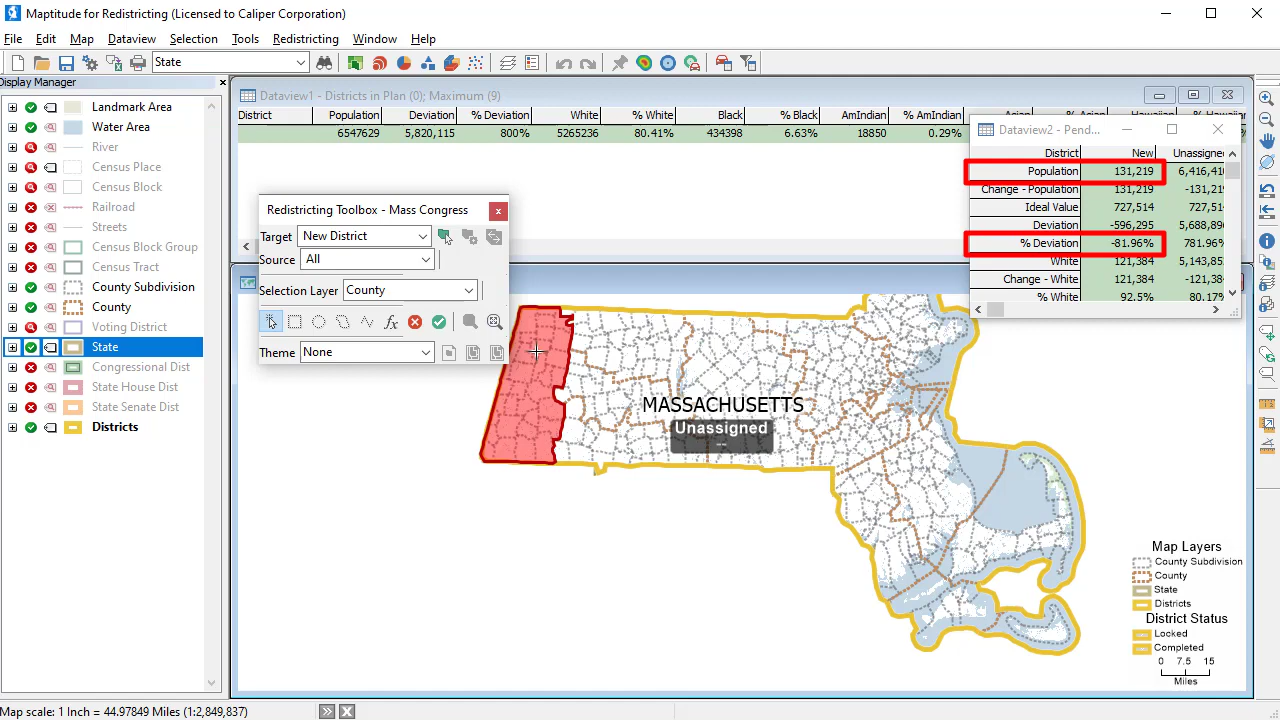 Maptitude for Redistricting (Licensed to Caliper Corporation)
File Edit Map Dataview Selection Tools Redistricting Window Help
State
Display Manager
Landmark Area
Water Area
River
Census Place
Census Block
Railroad
Streets
Census Block Group
Census Tract
County Subdivision
County
Voting District
State
Congressional Dist
State House Dist
State Senate Dist
Districts
Dataview1 - Districts in Plan (0); Maximum (9)
District Population Deviation % Deviation White % White Black % Black AmIndian % AmIndian
6547629 5,820,115 800% 5265236 80.41% 434398 6.63% 18850 0.29%
Dataview2 - Pend...
District New Unassigne
Population 131,219 6,416,41
Change - Population 131,219 -131,21
Ideal Value 727,514 727,51
Deviation -596,295 5,688,89
% Deviation -81.96% 781.96%
White 121,384 5,143,85
Change - White 121,384 -121,38
% White 92.5% 80.17%
Redistricting Toolbox - Mass Congress
Target New District
Source All
Selection Layer County
fx
Theme None
MASSACHUSETTS
Unassigned
--
Map Layers
County Subdivision
County
State
Districts
District Status
Locked
Completed
0 7.5 15
Miles
Map scale: 1 Inch = 44.97849 Miles (1:2,849,837)